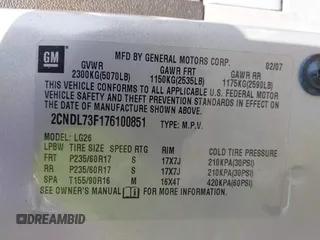 GM
MFD BY GENERAL MOTORS CORP. 02/07
GVWR GAWR FRT GAWR RR
2300KG(5070LB) 1150KG(2535LB) 1175KG(2590LB)
THIS VEHICLE CONFORMS TO ALL APPLICABLE U.S. FEDERAL MOTOR
VEHICLE SAFETY AND THEFT PREVENTION STANDARDS IN EFFECT ON
THE DATE OF MANUFACTURE SHOWN ABOVE.
2CNDL73F176100851 TYPE: M.P.V.
MODEL: LG26
LPBW TIRE SIZE SPEED RTG RIM COLD TIRE PRESSURE
FRT P235/60R17 S 17X7J 210KPA(30PSI)
RR P235/60R17 S 17X7J 210KPA(30PSI)
SPA T155/90R16 M 16X4T 420KPA(60PSI)
SEE OWNER'S MANUAL
DREAMBID